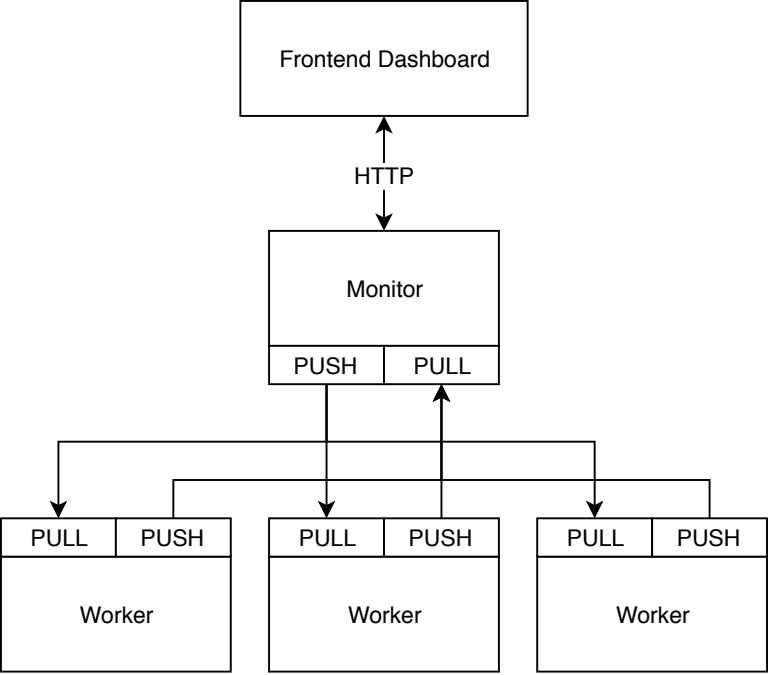 Frontend Dashboard
HTTP
Monitor
PUSH PULL
PULL PUSH PULL PUSH PULL PUSH
Worker Worker Worker